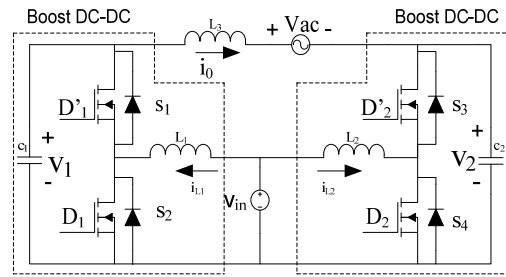 Boost DC-DC
Boost DC-DC
L3
+ Vac -
i0
D'1
S1
D'2
S3
C1
+
V1
-
L1
L2
+
V2
-
C2
iL1
iL2
vin
D1
S2
D2
S4